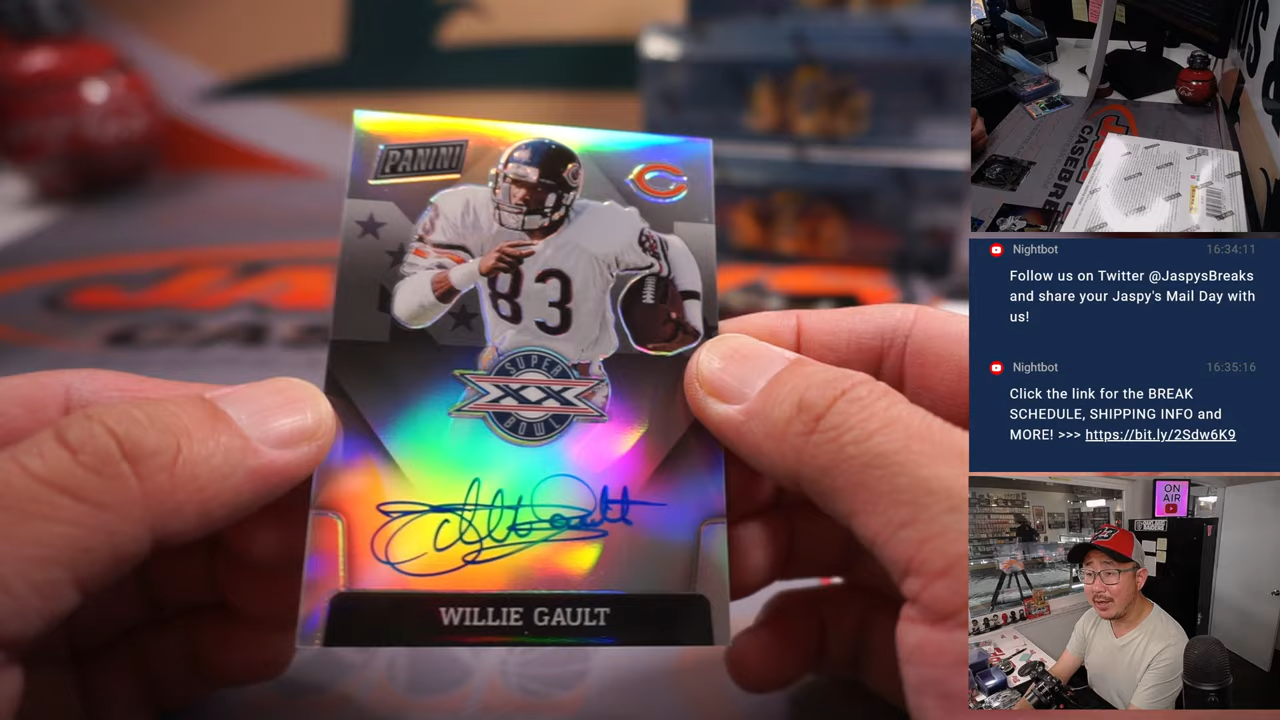 PANINI
83
SUPER
XX
BOWL
WILLIE GAULT
CASEBRE
Nightbot 16:34:11
Follow us on Twitter @JaspysBreaks
and share your Jaspy's Mail Day with
us!
Nightbot 16:35:16
Click the link for the BREAK
SCHEDULE, SHIPPING INFO and
MORE! >>> https://bit.ly/2Sdw6K9
ON
AIR